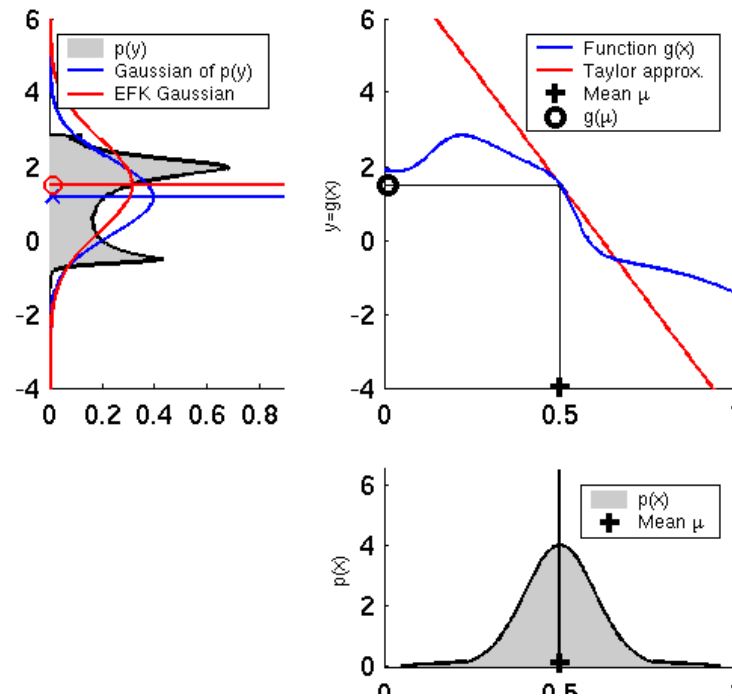 6
4
2
0
-2
-4
0 0.2 0.4 0.6 0.8
p(y)
Gaussian of p(y)
EFK Gaussian
y=g(x)
6
4
2
0
-2
-4
0 0.5
Function g(x)
Taylor approx.
Mean μ
g(μ)
p(x)
6
4
2
0
0.5
p(x)
Mean μ